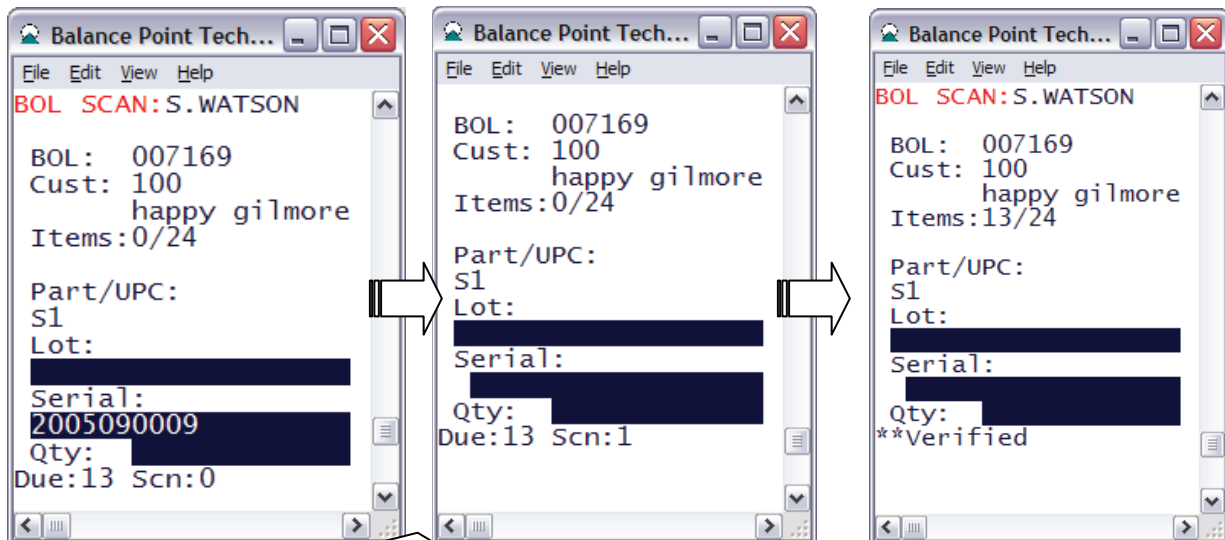 Balance Point Tech...
File Edit View Help
BOL SCAN:S.WATSON
BOL: 007169
Cust: 100
happy gilmore
Items:0/24
Part/UPC:
S1
Lot:
Serial:
2005090009
Qty:
Due:13 Scn:0
Balance Point Tech...
File Edit View Help
BOL: 007169
Cust: 100
happy gilmore
Items:0/24
Part/UPC:
S1
Lot:
Serial:
Qty:
Due:13 Scn:1
Balance Point Tech...
File Edit View Help
BOL SCAN:S.WATSON
BOL: 007169
Cust: 100
happy gilmore
Items:13/24
Part/UPC:
S1
Lot:
Serial:
Qty:
**Verified